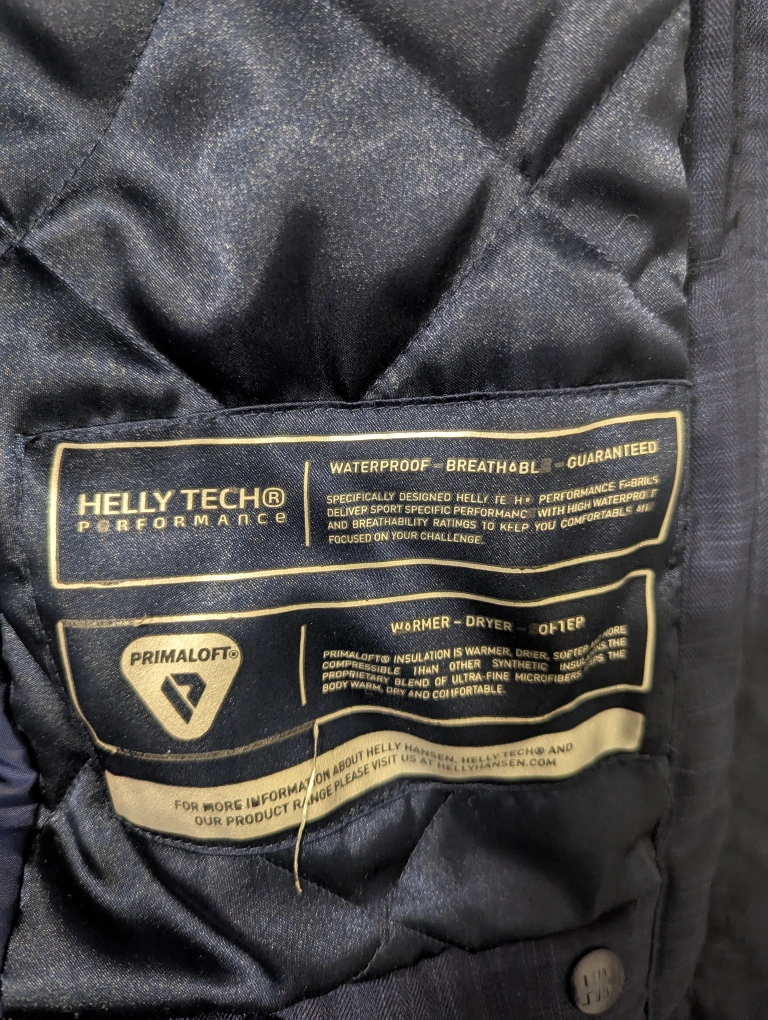 HELLY TECH®
PERFORMANCE
WATERPROOF – BREATHABLE – GUARANTEED
SPECIFICALLY DESIGNED HELLY TECH® PERFORMANCE FABRICS
DELIVER SPORT SPECIFIC PERFORMANCE WITH HIGH WATERPROOF
AND BREATHABILITY RATINGS TO KEEP YOU COMFORTABLE AND
FOCUSED ON YOUR CHALLENGE.
PRIMALOFT®
WARMER – DRYER – SOFTER
PRIMALOFT® INSULATION IS WARMER, DRIER, SOFTER AND MORE
COMPRESSIBLE THAN OTHER SYNTHETIC THE
PROPRIETARY BLEND OF ULTRA-FINE MICROFIBERS THE
BODY WARM, DRY AND COMFORTABLE.
FOR MORE INFORMATION ABOUT HELLY HANSEN, HELLY TECH® AND
OUR PRODUCT RANGE PLEASE VISIT US AT HELLYHANSEN.COM
HH